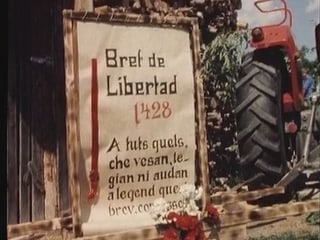 Bref de
Libertad
1428
A tuts quels,
che vesan, le-
gian ni audan
a legend quest
brev,